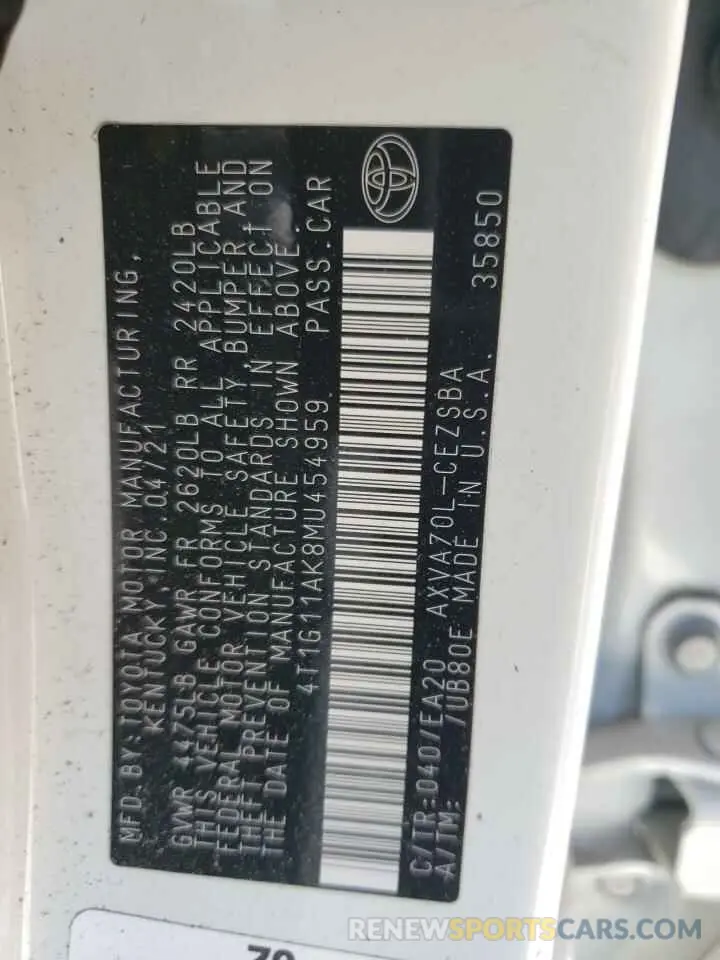 MFD. BY: TOYOTA MOTOR MANUFACTURING,
KENTUCKY, INC. 04/21
GVWR 4475LB GAWR FR 2620LB RR 2420LB
THIS VEHICLE CONFORMS TO ALL APPLICABLE
FEDERAL MOTOR VEHICLE SAFETY, BUMPER AND
THEFT PREVENTION STANDARDS IN EFFECT ON
THE DATE OF MANUFACTURE SHOWN ABOVE.
4T1G11AK8MU454959 PASS.CAR
C/TR:040/EA20 AXVA70L-CEZSBA
A/TM: /UB80E MADE IN U.S.A. 35850
RENEWSPORTSCARS.COM